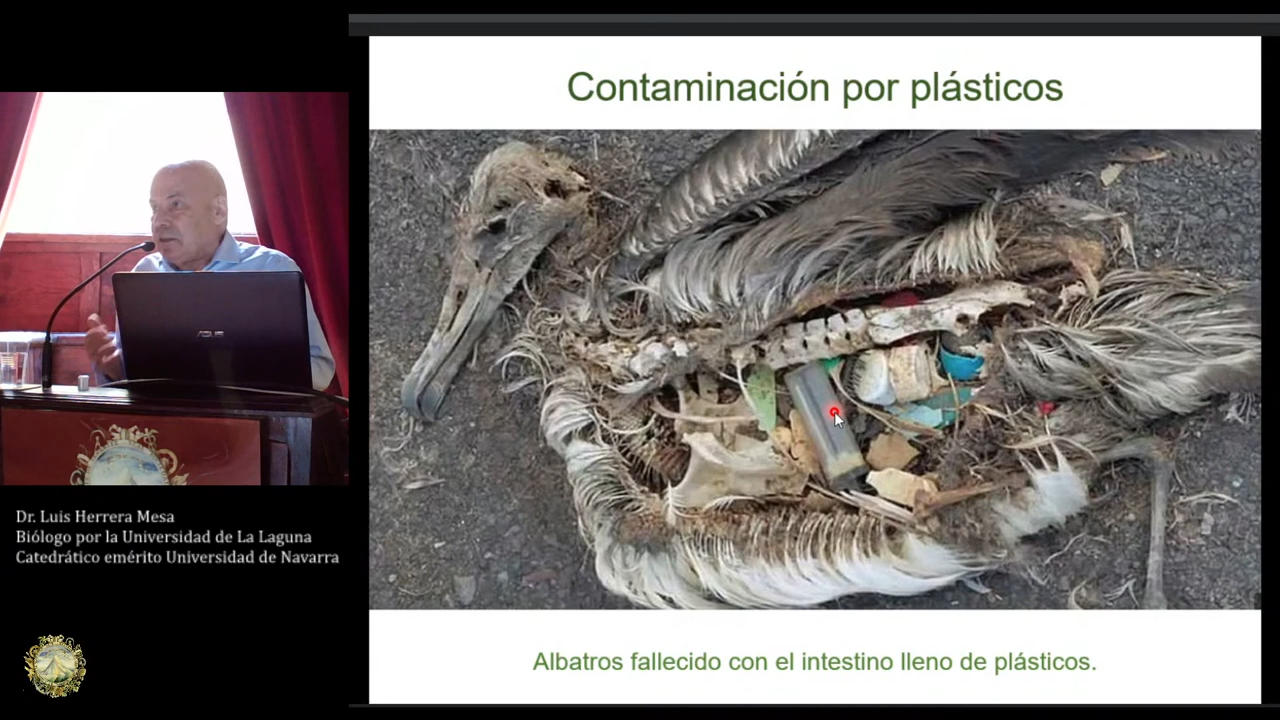 Contaminación por plásticos
ASUS
Dr. Luis Herrera Mesa
Biólogo por la Universidad de La Laguna
Catedrático emérito Universidad de Navarra
Albatros fallecido con el intestino lleno de plásticos.